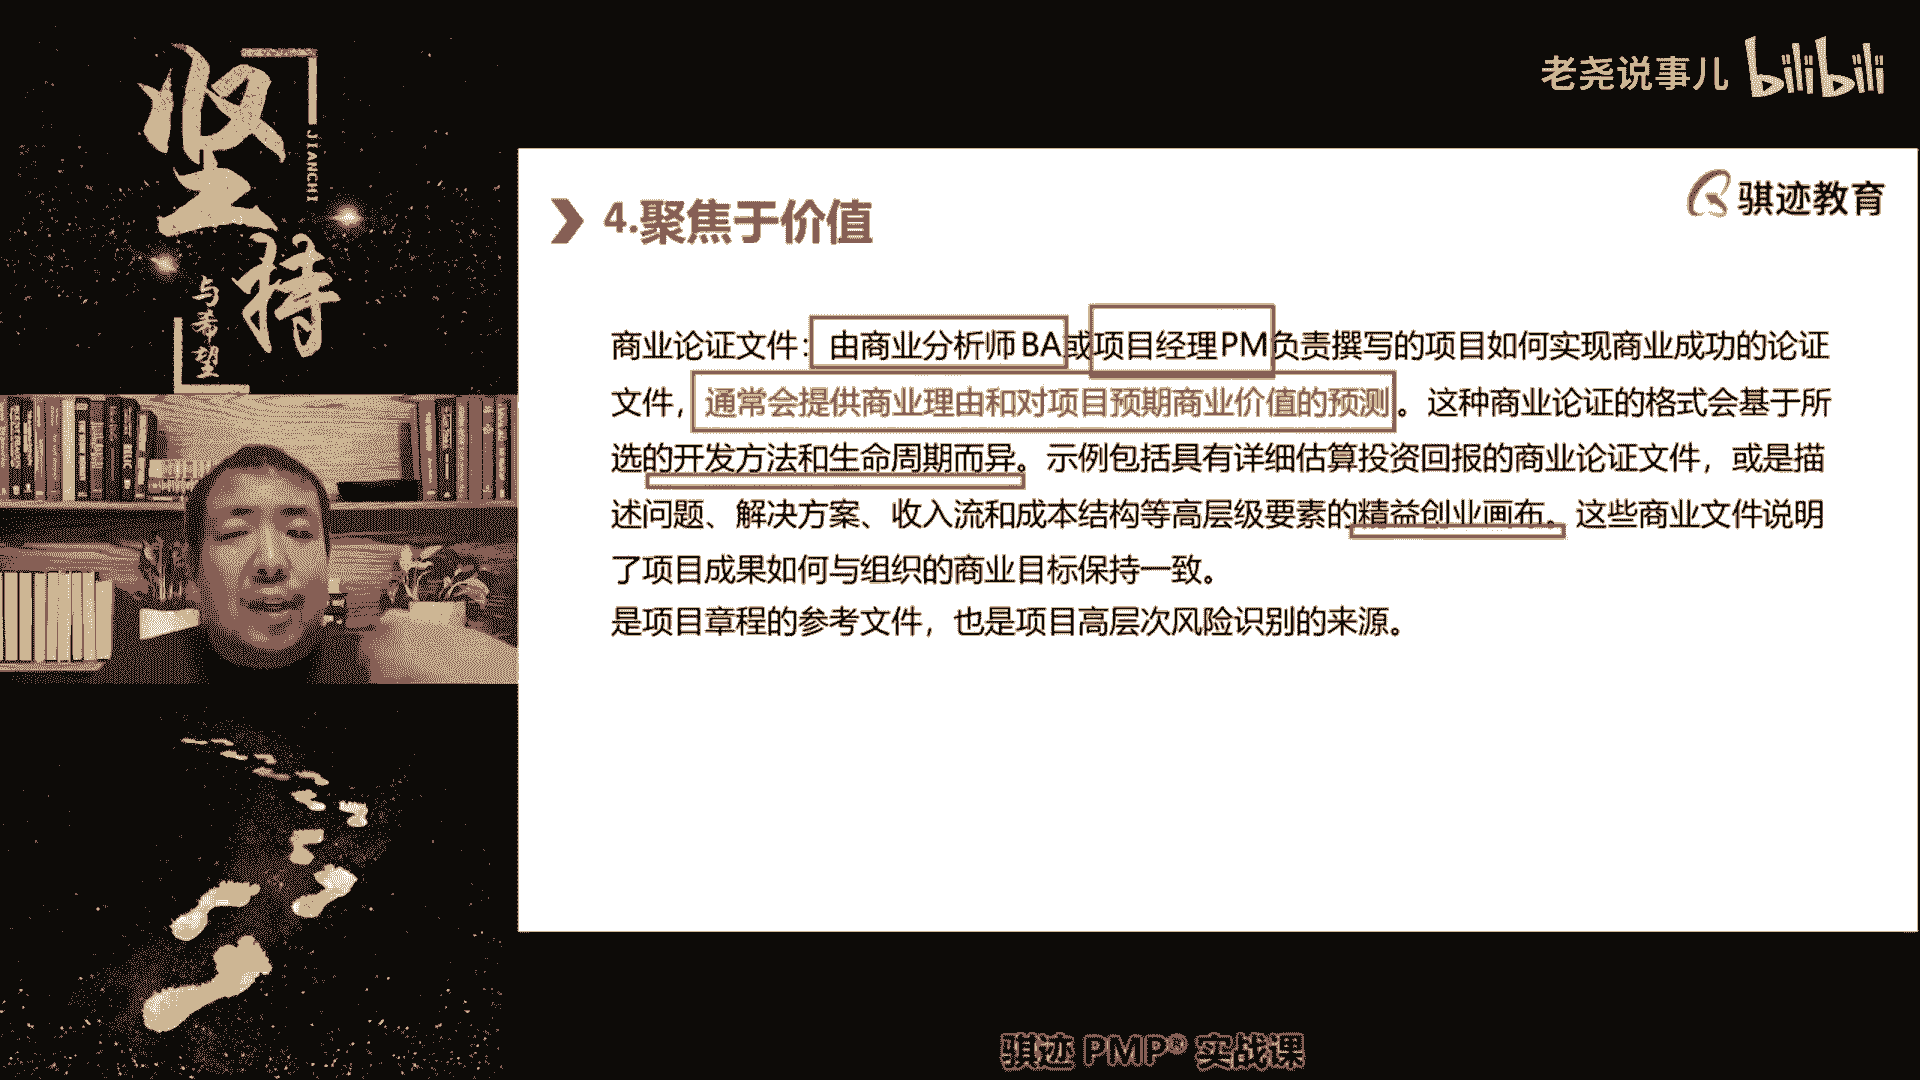 坚持
JIANCHI
与希望
老尧说事儿 bilibili
骐迹教育
4.聚焦于价值
商业论证文件：由商业分析师BA或项目经理PM负责撰写的项目如何实现商业成功的论证
文件，通常会提供商业理由和对项目预期商业价值的预测。这种商业论证的格式会基于所
选的开发方法和生命周期而异。示例包括具有详细估算投资回报的商业论证文件，或是描
述问题、解决方案、收入流和成本结构等高层级要素的精益创业画布。这些商业文件说明
了项目成果如何与组织的商业目标保持一致。
是项目章程的参考文件，也是项目高层次风险识别的来源。
骐迹 PMP® 实战课